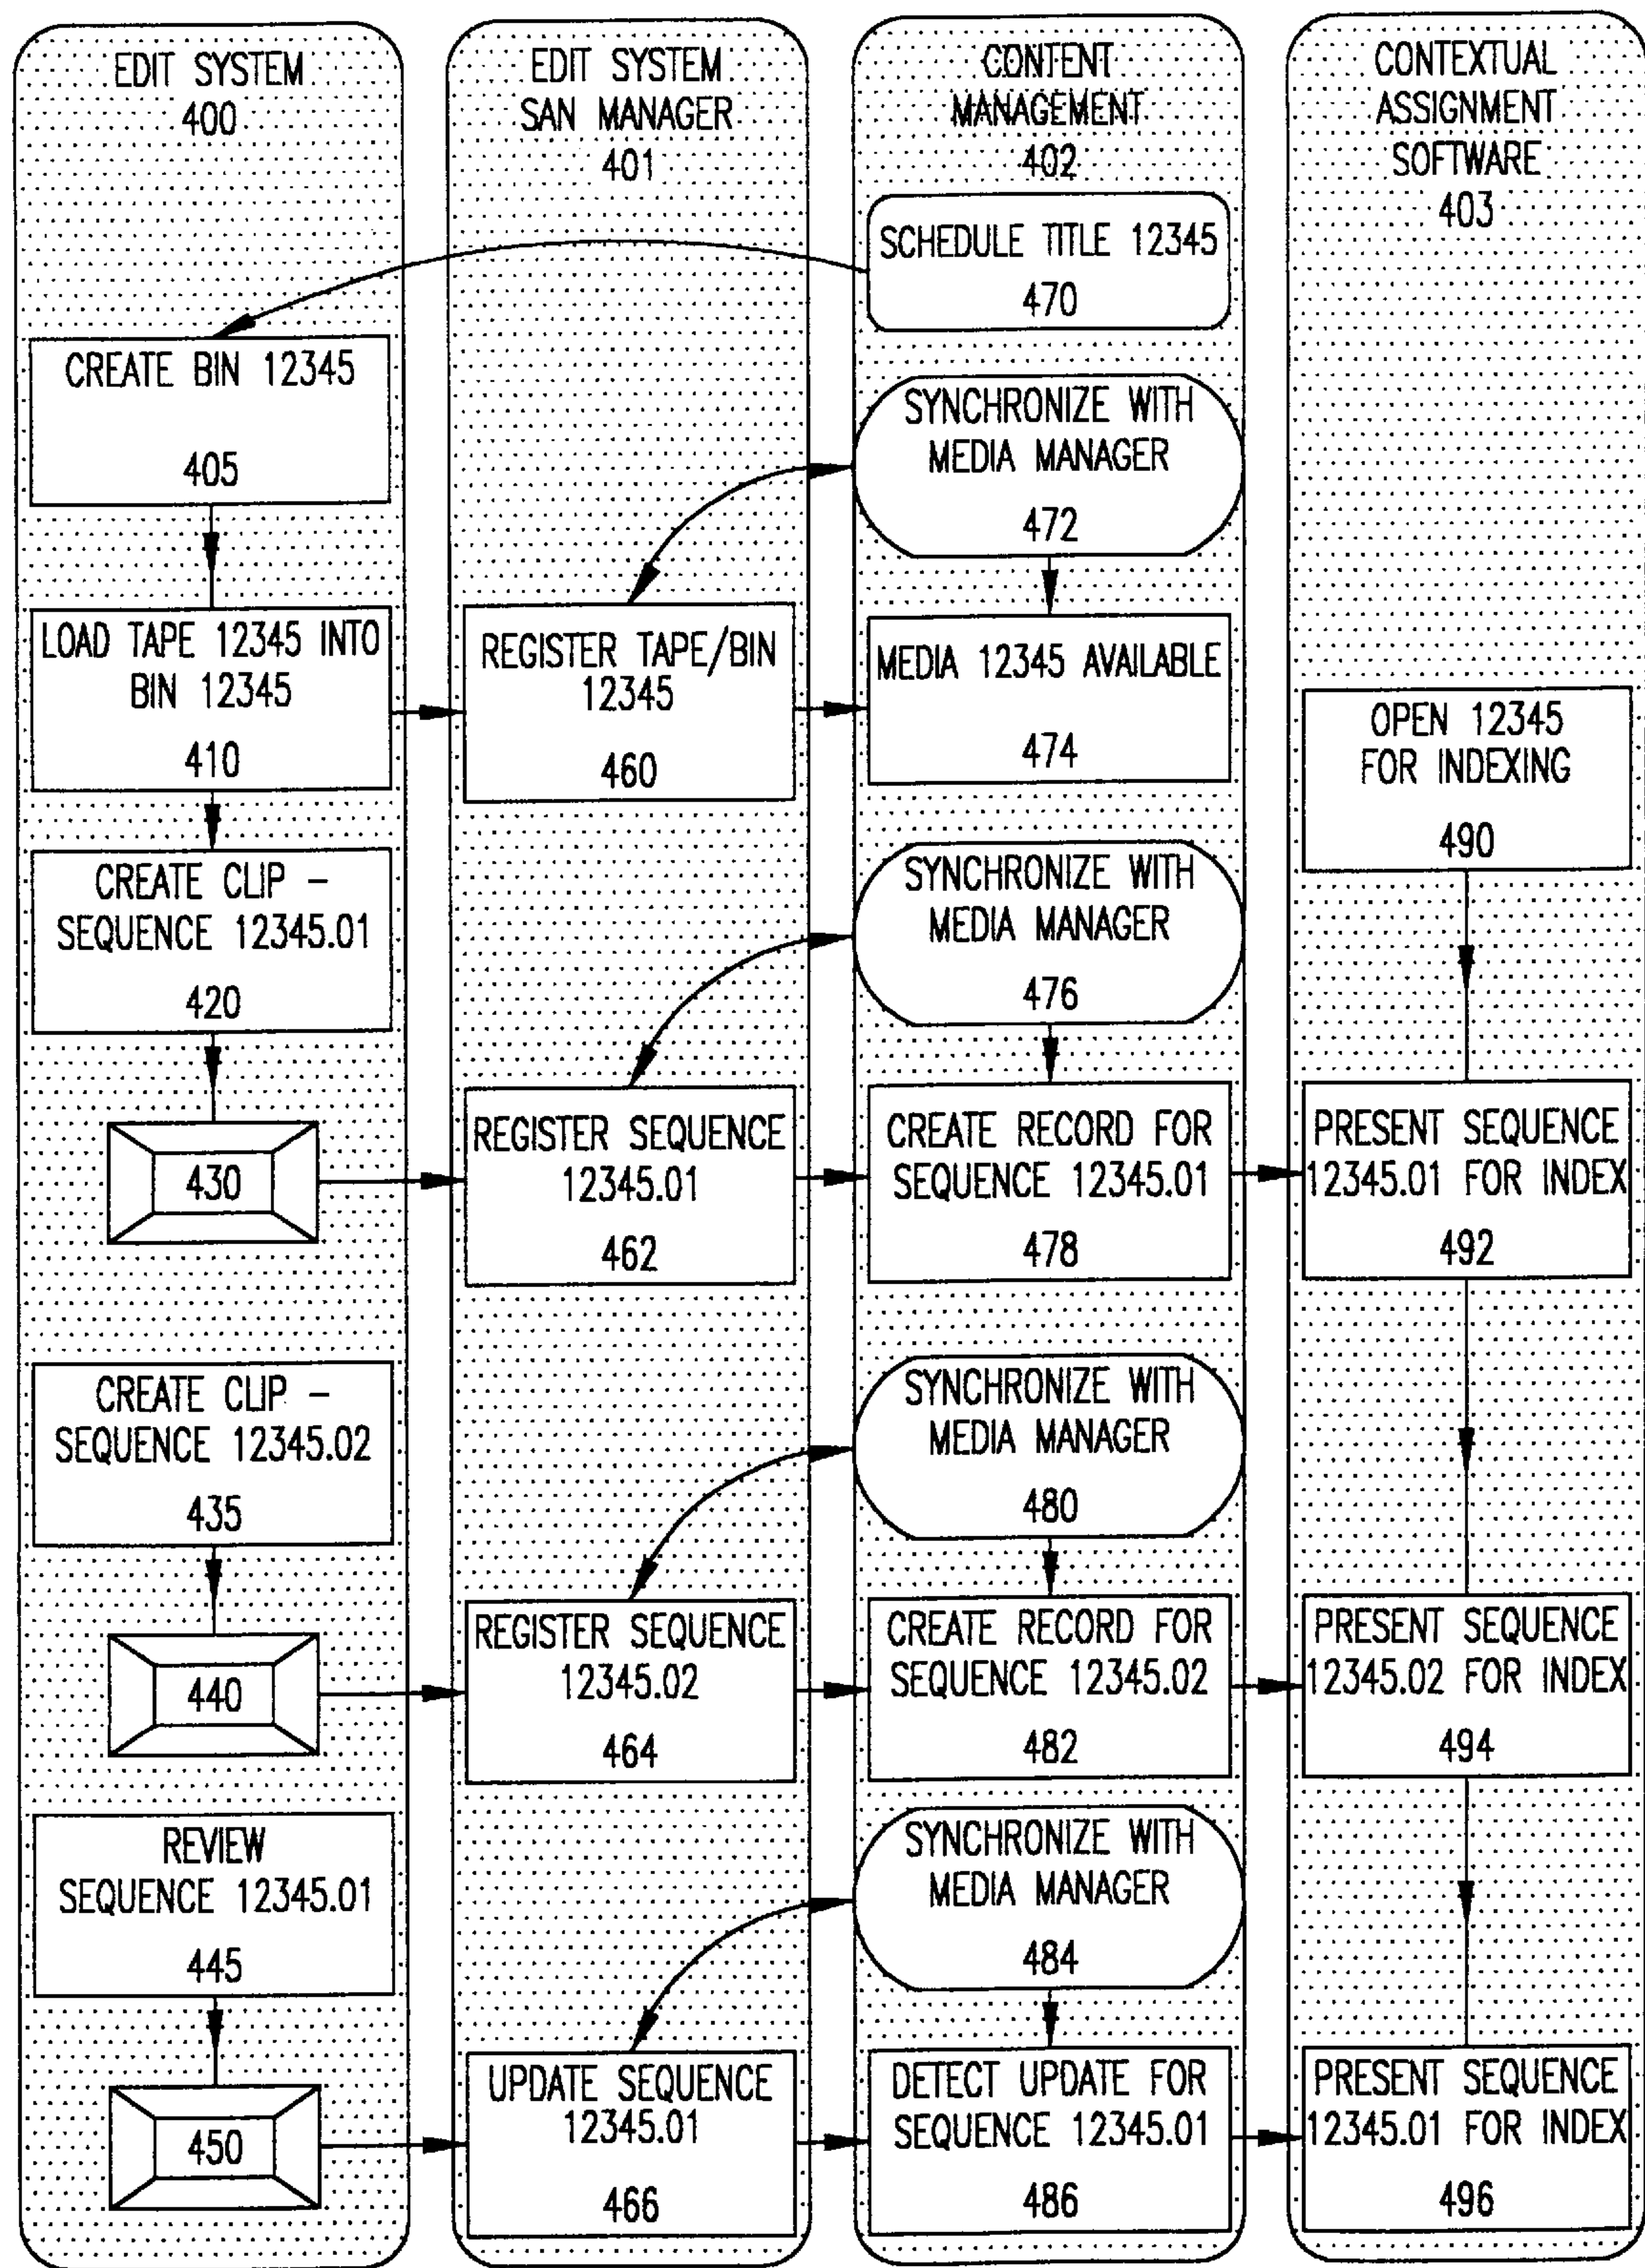 EDIT SYSTEM
400
CREATE BIN 12345
405
LOAD TAPE 12345 INTO
BIN 12345
410
CREATE CLIP –
SEQUENCE 12345.01
420
430
CREATE CLIP –
SEQUENCE 12345.02
435
440
REVIEW
SEQUENCE 12345.01
445
450
EDIT SYSTEM
SAN MANAGER
401
REGISTER TAPE/BIN
12345
460
REGISTER SEQUENCE
12345.01
462
REGISTER SEQUENCE
12345.02
464
UPDATE SEQUENCE
12345.01
466
CONTENT
MANAGEMENT
402
SCHEDULE TITLE 12345
470
SYNCHRONIZE WITH
MEDIA MANAGER
472
MEDIA 12345 AVAILABLE
474
SYNCHRONIZE WITH
MEDIA MANAGER
476
CREATE RECORD FOR
SEQUENCE 12345.01
478
SYNCHRONIZE WITH
MEDIA MANAGER
480
CREATE RECORD FOR
SEQUENCE 12345.02
482
SYNCHRONIZE WITH
MEDIA MANAGER
484
DETECT UPDATE FOR
SEQUENCE 12345.01
486
CONTEXTUAL
ASSIGNMENT
SOFTWARE
403
OPEN 12345
FOR INDEXING
490
PRESENT SEQUENCE
12345.01 FOR INDEX
492
PRESENT SEQUENCE
12345.02 FOR INDEX
494
PRESENT SEQUENCE
12345.01 FOR INDEX
496